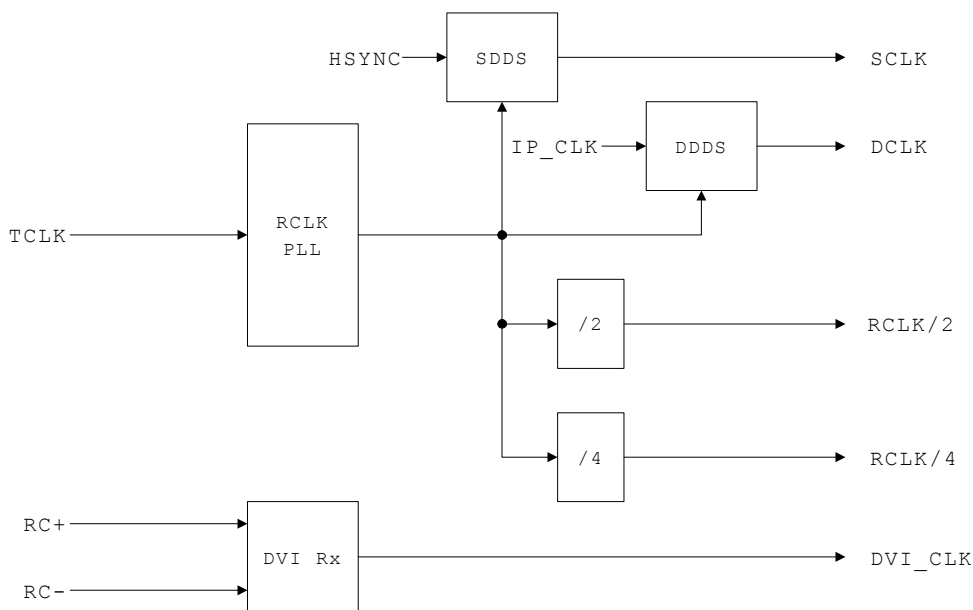 HSYNC
SDDS
SCLK
IP_CLK
DDDS
DCLK
TCLK
RCLK
PLL
/2
RCLK/2
/4
RCLK/4
RC+
DVI Rx
DVI_CLK
RC-